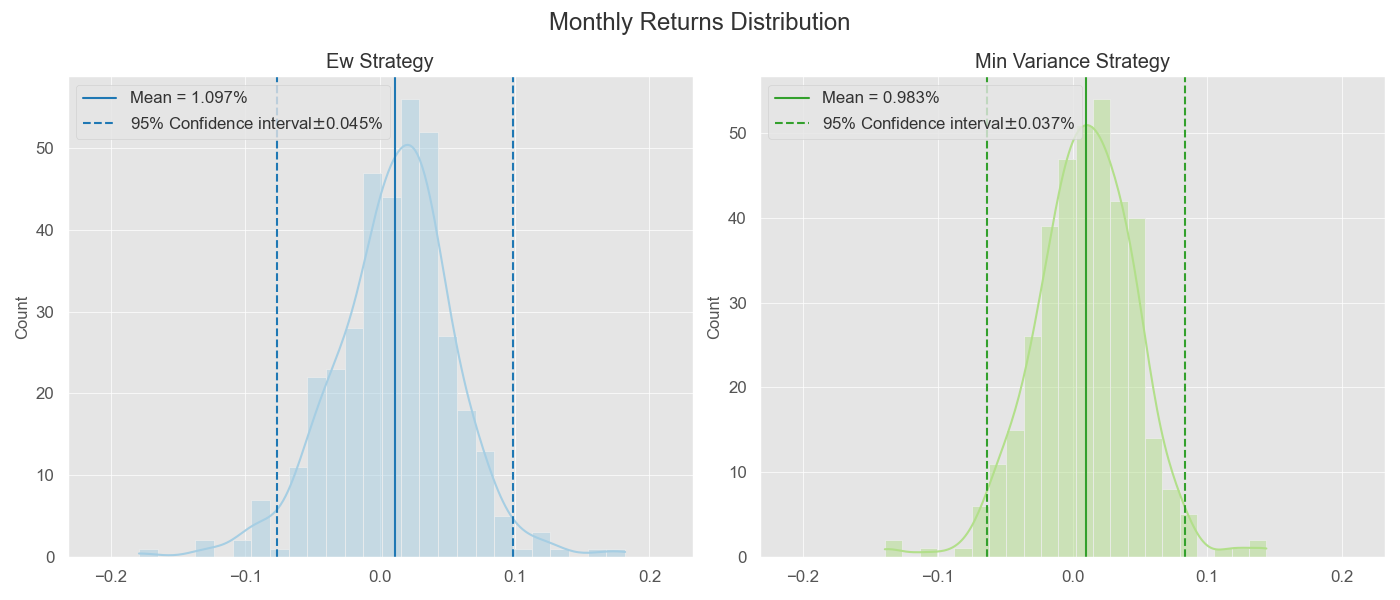 Monthly Returns Distribution
Ew Strategy
Mean = 1.097%
95% Confidence interval±0.045%
Count
50
40
30
20
10
0
−0.2 −0.1 0.0 0.1 0.2
Min Variance Strategy
Mean = 0.983%
95% Confidence interval±0.037%
Count
50
40
30
20
10
0
−0.2 −0.1 0.0 0.1 0.2